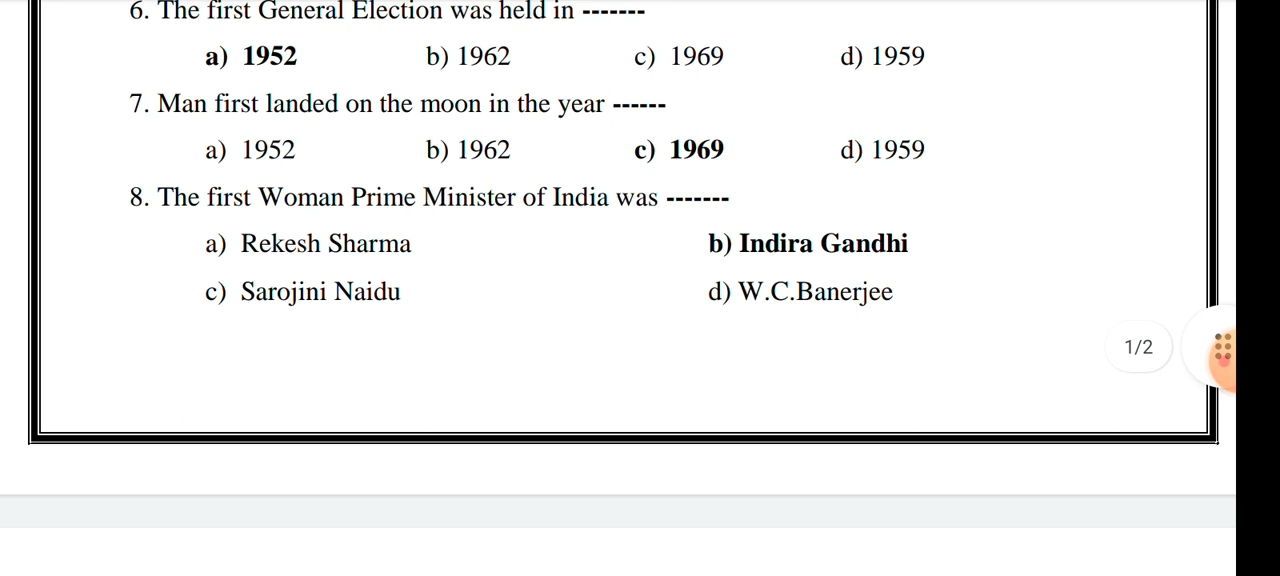 6. The first General Election was held in -------
a) 1952 b) 1962 c) 1969 d) 1959
7. Man first landed on the moon in the year ------
a) 1952 b) 1962 c) 1969 d) 1959
8. The first Woman Prime Minister of India was -------
a) Rekesh Sharma b) Indira Gandhi
c) Sarojini Naidu d) W.C.Banerjee
1/2